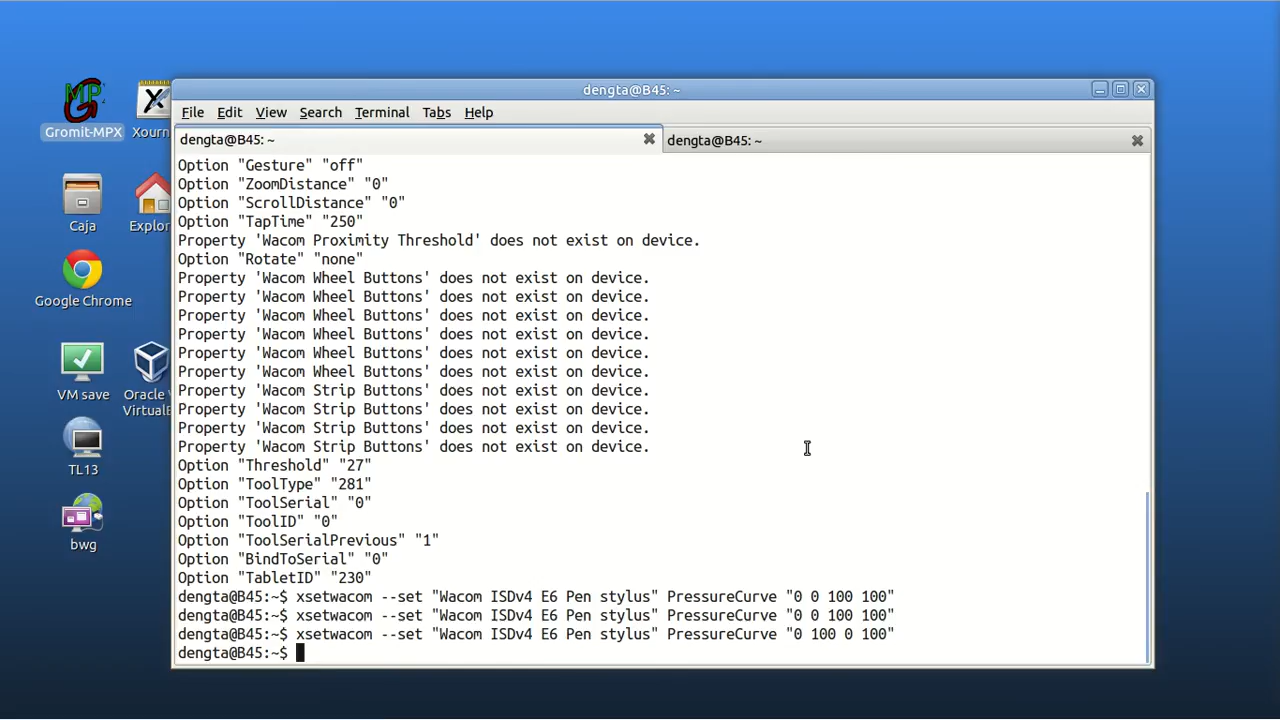 dengta@B45: ~
File Edit View Search Terminal Tabs Help
dengta@B45: ~
dengta@B45: ~
Option "Gesture" "off"
Option "ZoomDistance" "0"
Option "ScrollDistance" "0"
Option "TapTime" "250"
Property 'Wacom Proximity Threshold' does not exist on device.
Option "Rotate" "none"
Property 'Wacom Wheel Buttons' does not exist on device.
Property 'Wacom Wheel Buttons' does not exist on device.
Property 'Wacom Wheel Buttons' does not exist on device.
Property 'Wacom Wheel Buttons' does not exist on device.
Property 'Wacom Wheel Buttons' does not exist on device.
Property 'Wacom Wheel Buttons' does not exist on device.
Property 'Wacom Strip Buttons' does not exist on device.
Property 'Wacom Strip Buttons' does not exist on device.
Property 'Wacom Strip Buttons' does not exist on device.
Property 'Wacom Strip Buttons' does not exist on device.
Option "Threshold" "27"
Option "ToolType" "281"
Option "ToolSerial" "0"
Option "ToolID" "0"
Option "ToolSerialPrevious" "1"
Option "BindToSerial" "0"
Option "TabletID" "230"
dengta@B45:~$ xsetwacom --set "Wacom ISDv4 E6 Pen stylus" PressureCurve "0 0 100 100"
dengta@B45:~$ xsetwacom --set "Wacom ISDv4 E6 Pen stylus" PressureCurve "0 0 100 100"
dengta@B45:~$ xsetwacom --set "Wacom ISDv4 E6 Pen stylus" PressureCurve "0 100 0 100"
dengta@B45:~$
MP
Gromit-MPX
Xourn
Caja
Explor
Google Chrome
VM save
Oracle
Virtual
TL13
bwg